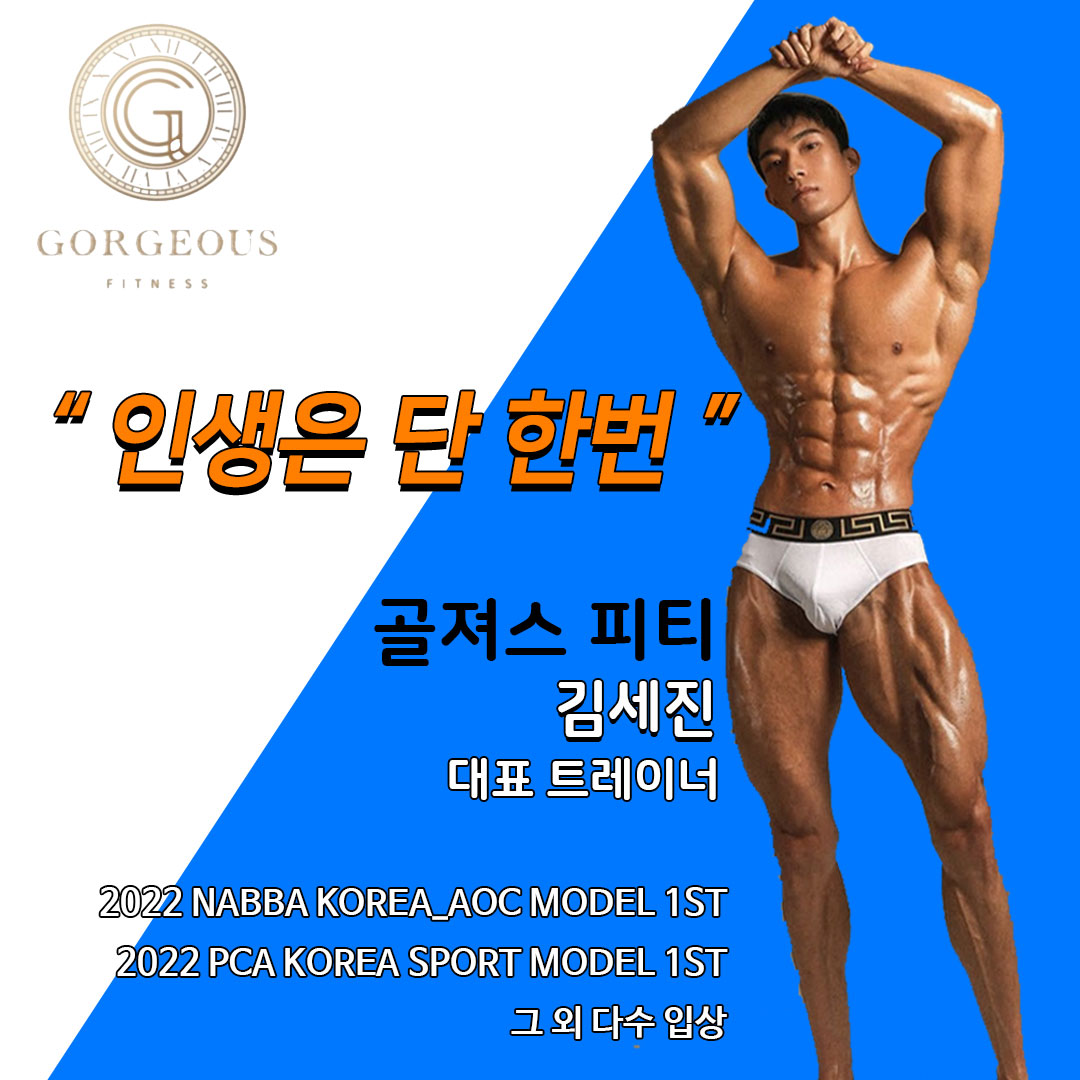 GORGEOUS
FITNESS
“ 인생은 단 한번 ”
골져스 피티
김세진
대표 트레이너
2022 NABBA KOREA_AOC MODEL 1ST
2022 PCA KOREA SPORT MODEL 1ST
그 외 다수 입상